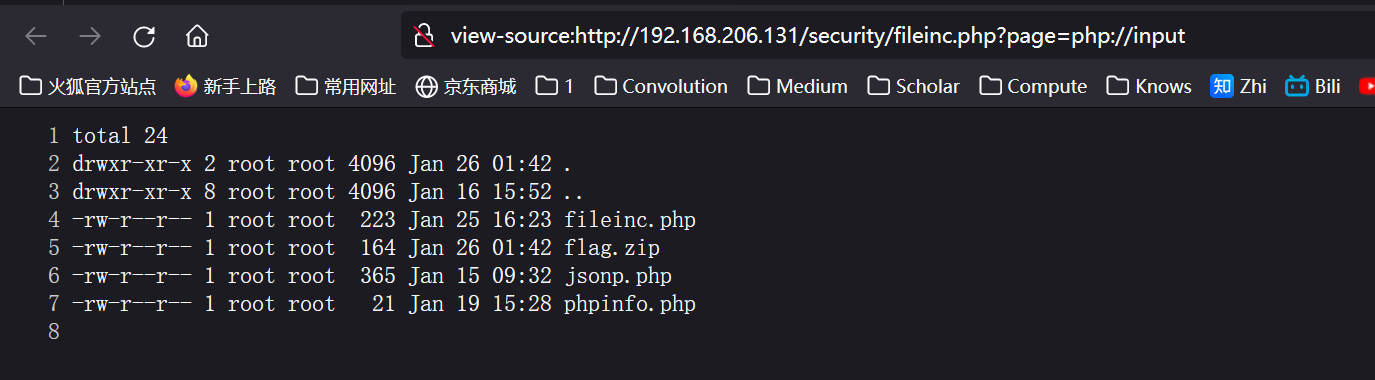 view-source:http://192.168.206.131/security/fileinc.php?page=php://input
火狐官方站点 新手上路 常用网址 京东商城 1 Convolution Medium Scholar Compute Knows 知 Zhi Bili
1 total 24
2 drwxr-xr-x 2 root root 4096 Jan 26 01:42 .
3 drwxr-xr-x 8 root root 4096 Jan 16 15:52 ..
4 -rw-r--r-- 1 root root  223 Jan 25 16:23 fileinc.php
5 -rw-r--r-- 1 root root  164 Jan 26 01:42 flag.zip
6 -rw-r--r-- 1 root root  365 Jan 15 09:32 jsonp.php
7 -rw-r--r-- 1 root root   21 Jan 19 15:28 phpinfo.php
8